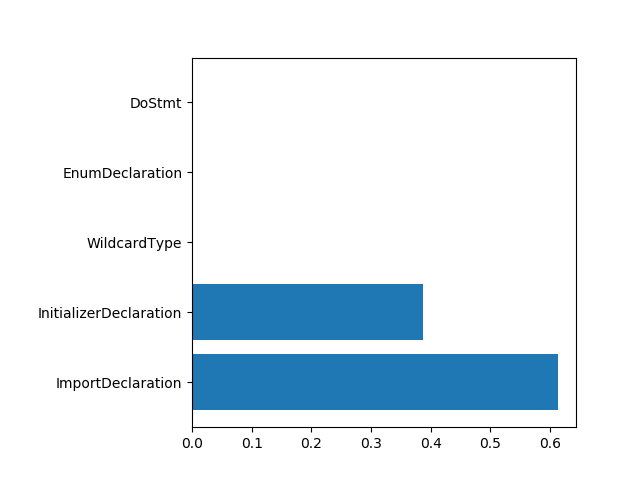 DoStmt
EnumDeclaration
WildcardType
InitializerDeclaration
ImportDeclaration
0.0 0.1 0.2 0.3 0.4 0.5 0.6